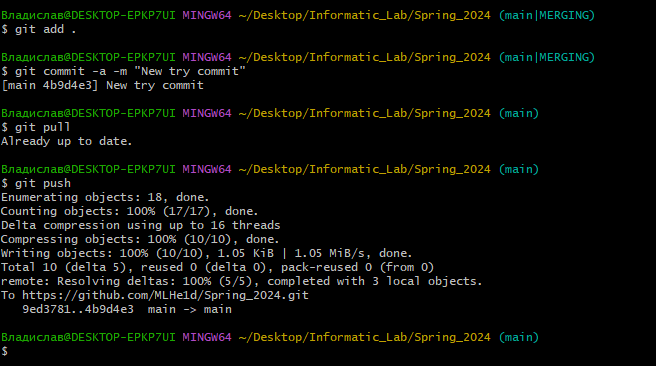 Владислав@DESKTOP-EPKP7UI MINGW64 ~/Desktop/Informatic_Lab/Spring_2024 (main|MERGING)
$ git add .
Владислав@DESKTOP-EPKP7UI MINGW64 ~/Desktop/Informatic_Lab/Spring_2024 (main|MERGING)
$ git commit -a -m "New try commit"
[main 4b9d4e3] New try commit
Владислав@DESKTOP-EPKP7UI MINGW64 ~/Desktop/Informatic_Lab/Spring_2024 (main)
$ git pull
Already up to date.
Владислав@DESKTOP-EPKP7UI MINGW64 ~/Desktop/Informatic_Lab/Spring_2024 (main)
$ git push
Enumerating objects: 18, done.
Counting objects: 100% (17/17), done.
Delta compression using up to 16 threads
Compressing objects: 100% (10/10), done.
Writing objects: 100% (10/10), 1.05 KiB | 1.05 MiB/s, done.
Total 10 (delta 5), reused 0 (delta 0), pack-reused 0 (from 0)
remote: Resolving deltas: 100% (5/5), completed with 3 local objects.
To https://github.com/MLHe1d/Spring_2024.git
   9ed3781..4b9d4e3  main -> main
Владислав@DESKTOP-EPKP7UI MINGW64 ~/Desktop/Informatic_Lab/Spring_2024 (main)
$